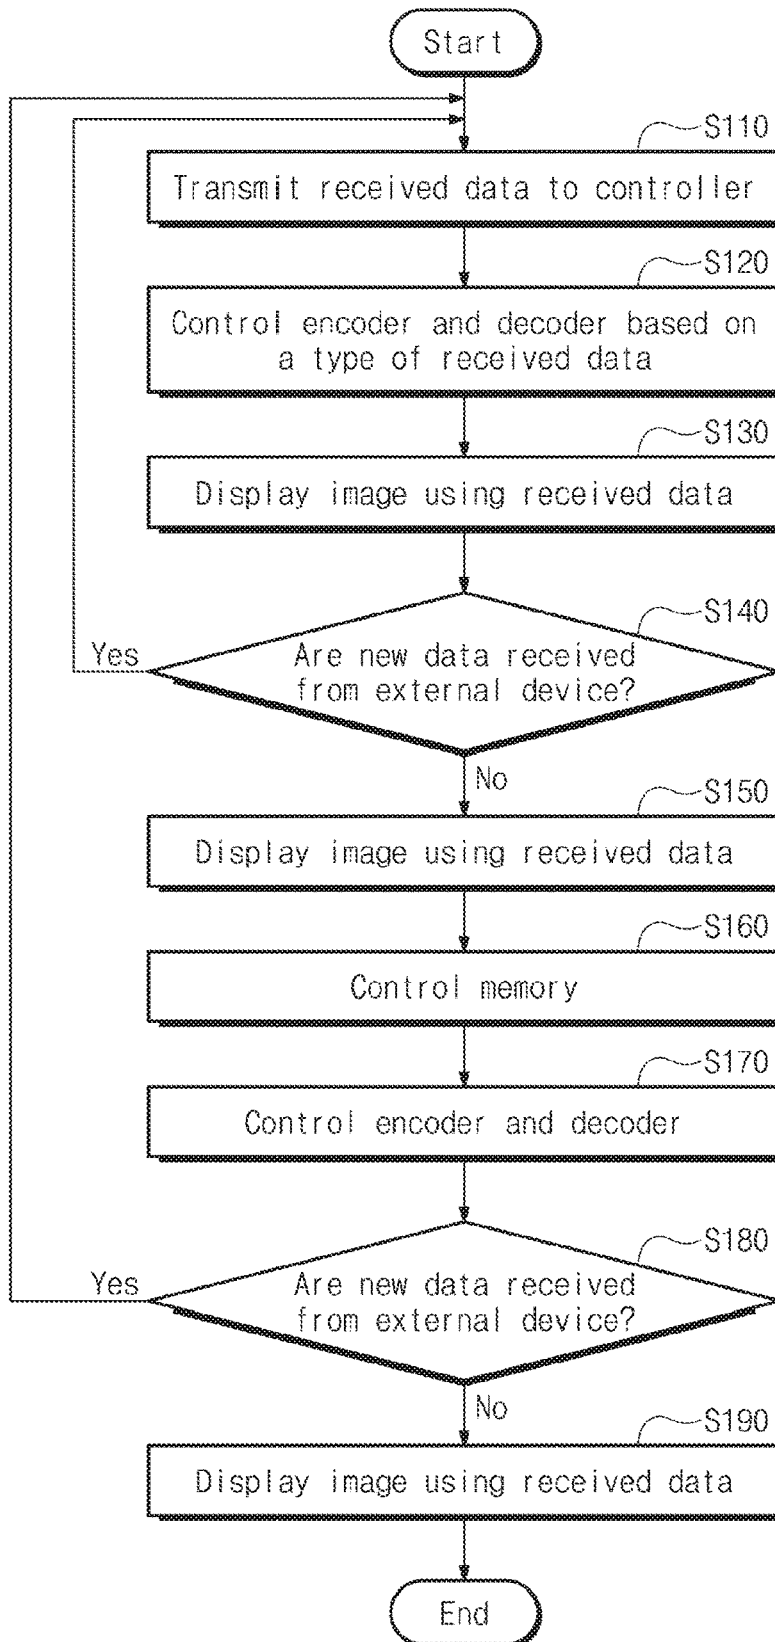 Start
S110
Transmit received data to controller
S120
Control encoder and decoder based on
a type of received data
S130
Display image using received data
S140
Yes
Are new data received
from external device?
No
S150
Display image using received data
S160
Control memory
S170
Control encoder and decoder
S180
Yes
Are new data received
from external device?
No
S190
Display image using received data
End